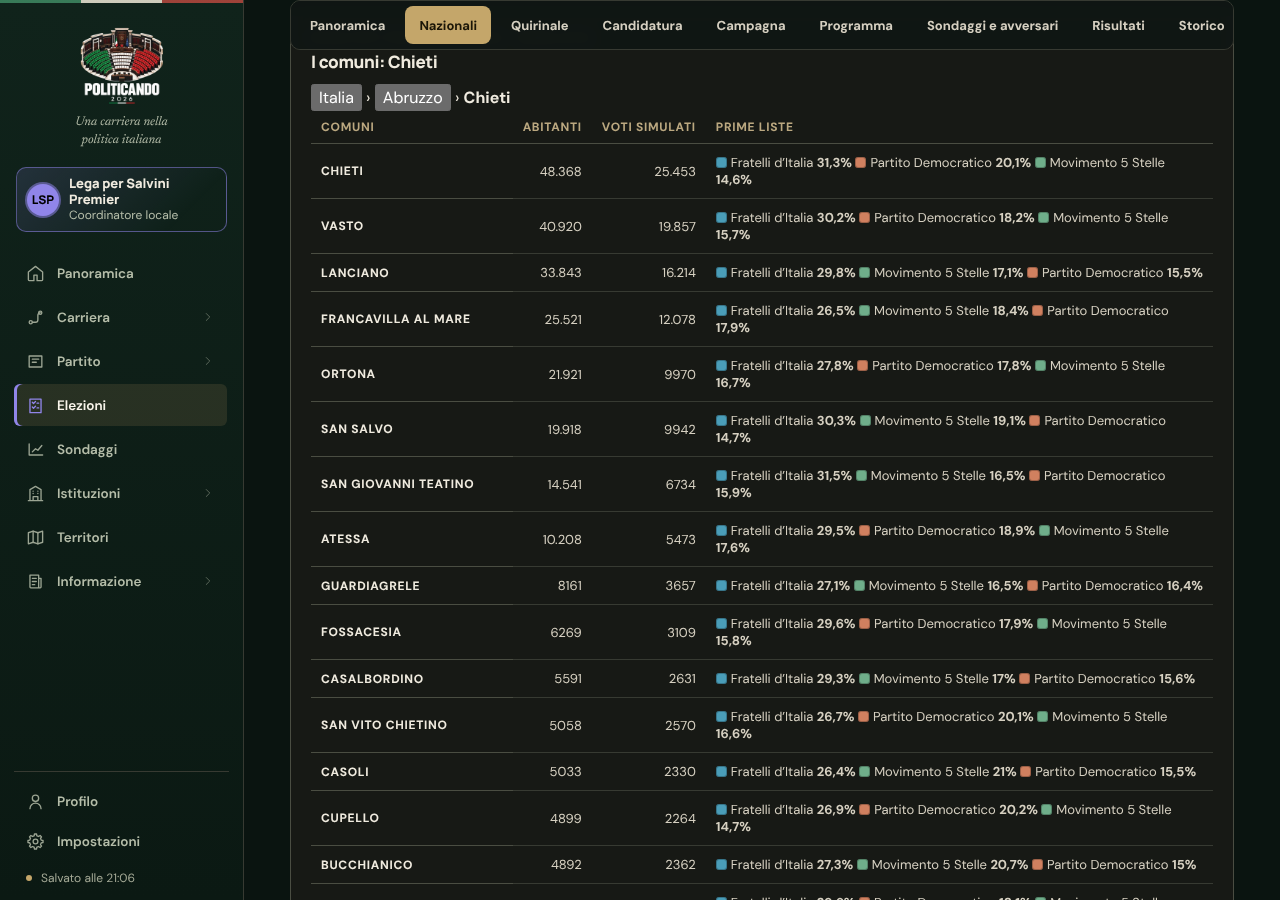 POLITICANDO
2026
Una carriera nella
politica italiana
LSP
Lega per Salvini
Premier
Coordinatore locale
Panoramica
Carriera
Partito
Elezioni
Sondaggi
Istituzioni
Territori
Informazione
Profilo
Impostazioni
Salvato alle 21:06
Panoramica Nazionali Quirinale Candidatura Campagna Programma Sondaggi e avversari Risultati Storico
I comuni: Chieti
Italia › Abruzzo › Chieti
COMUNI ABITANTI VOTI SIMULATI PRIME LISTE
CHIETI 48.368 25.453 Fratelli d'Italia 31,3% Partito Democratico 20,1% Movimento 5 Stelle
14,6%
VASTO 40.920 19.857 Fratelli d'Italia 30,2% Partito Democratico 18,2% Movimento 5 Stelle
15,7%
LANCIANO 33.843 16.214 Fratelli d'Italia 29,8% Movimento 5 Stelle 17,1% Partito Democratico 15,5%
FRANCAVILLA AL MARE 25.521 12.078 Fratelli d'Italia 26,5% Movimento 5 Stelle 18,4% Partito Democratico
17,9%
ORTONA 21.921 9970 Fratelli d'Italia 27,8% Partito Democratico 17,8% Movimento 5 Stelle
16,7%
SAN SALVO 19.918 9942 Fratelli d'Italia 30,3% Movimento 5 Stelle 19,1% Partito Democratico
14,7%
SAN GIOVANNI TEATINO 14.541 6734 Fratelli d'Italia 31,5% Movimento 5 Stelle 16,5% Partito Democratico
15,9%
ATESSA 10.208 5473 Fratelli d'Italia 29,5% Partito Democratico 18,9% Movimento 5 Stelle
17,6%
GUARDIAGRELE 8161 3657 Fratelli d'Italia 27,1% Movimento 5 Stelle 16,5% Partito Democratico 16,4%
FOSSACESIA 6269 3109 Fratelli d'Italia 29,6% Partito Democratico 17,9% Movimento 5 Stelle
15,8%
CASALBORDINO 5591 2631 Fratelli d'Italia 29,3% Movimento 5 Stelle 17% Partito Democratico 15,6%
SAN VITO CHIETINO 5058 2570 Fratelli d'Italia 26,7% Partito Democratico 20,1% Movimento 5 Stelle
16,6%
CASOLI 5033 2330 Fratelli d'Italia 26,4% Movimento 5 Stelle 21% Partito Democratico 15,5%
CUPELLO 4899 2264 Fratelli d'Italia 26,9% Partito Democratico 20,2% Movimento 5 Stelle
14,7%
BUCCHIANICO 4892 2362 Fratelli d'Italia 27,3% Movimento 5 Stelle 20,7% Partito Democratico 15%